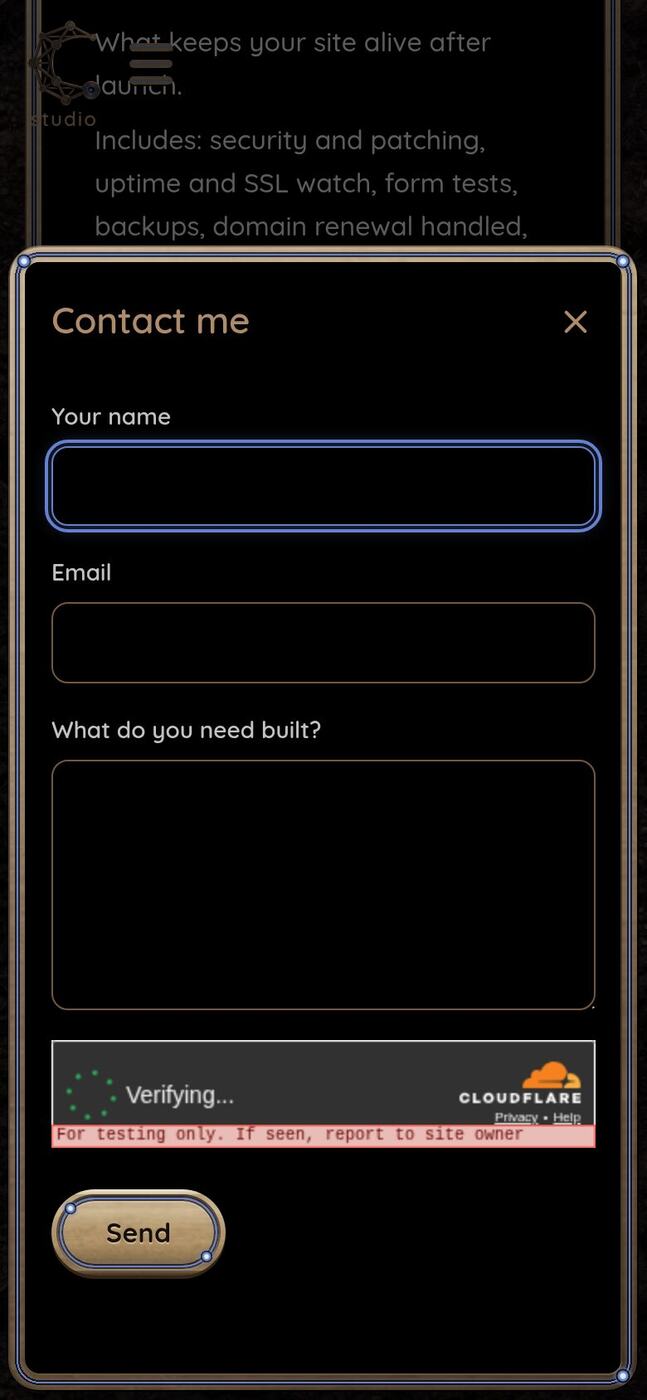 What keeps your site alive after
launch.
studio
Includes: security and patching,
uptime and SSL watch, form tests,
backups, domain renewal handled,
Contact me
Your name
Email
What do you need built?
Verifying...
CLOUDFLARE
Privacy • Help
For testing only. If seen, report to site owner
Send